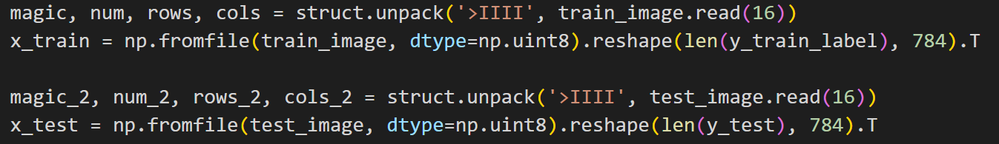 magic, num, rows, cols = struct.unpack('>IIII', train_image.read(16))
x_train = np.fromfile(train_image, dtype=np.uint8).reshape(len(y_train_label), 784).T
magic_2, num_2, rows_2, cols_2 = struct.unpack('>IIII', test_image.read(16))
x_test = np.fromfile(test_image, dtype=np.uint8).reshape(len(y_test), 784).T